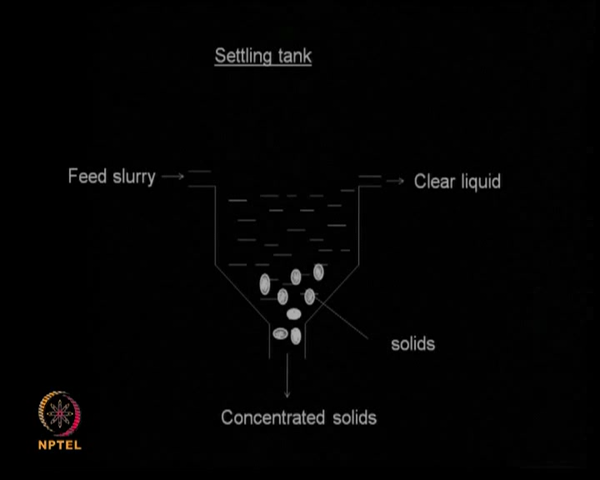 Settling tank
Feed slurry
Clear liquid
solids
Concentrated solids
NPTEL